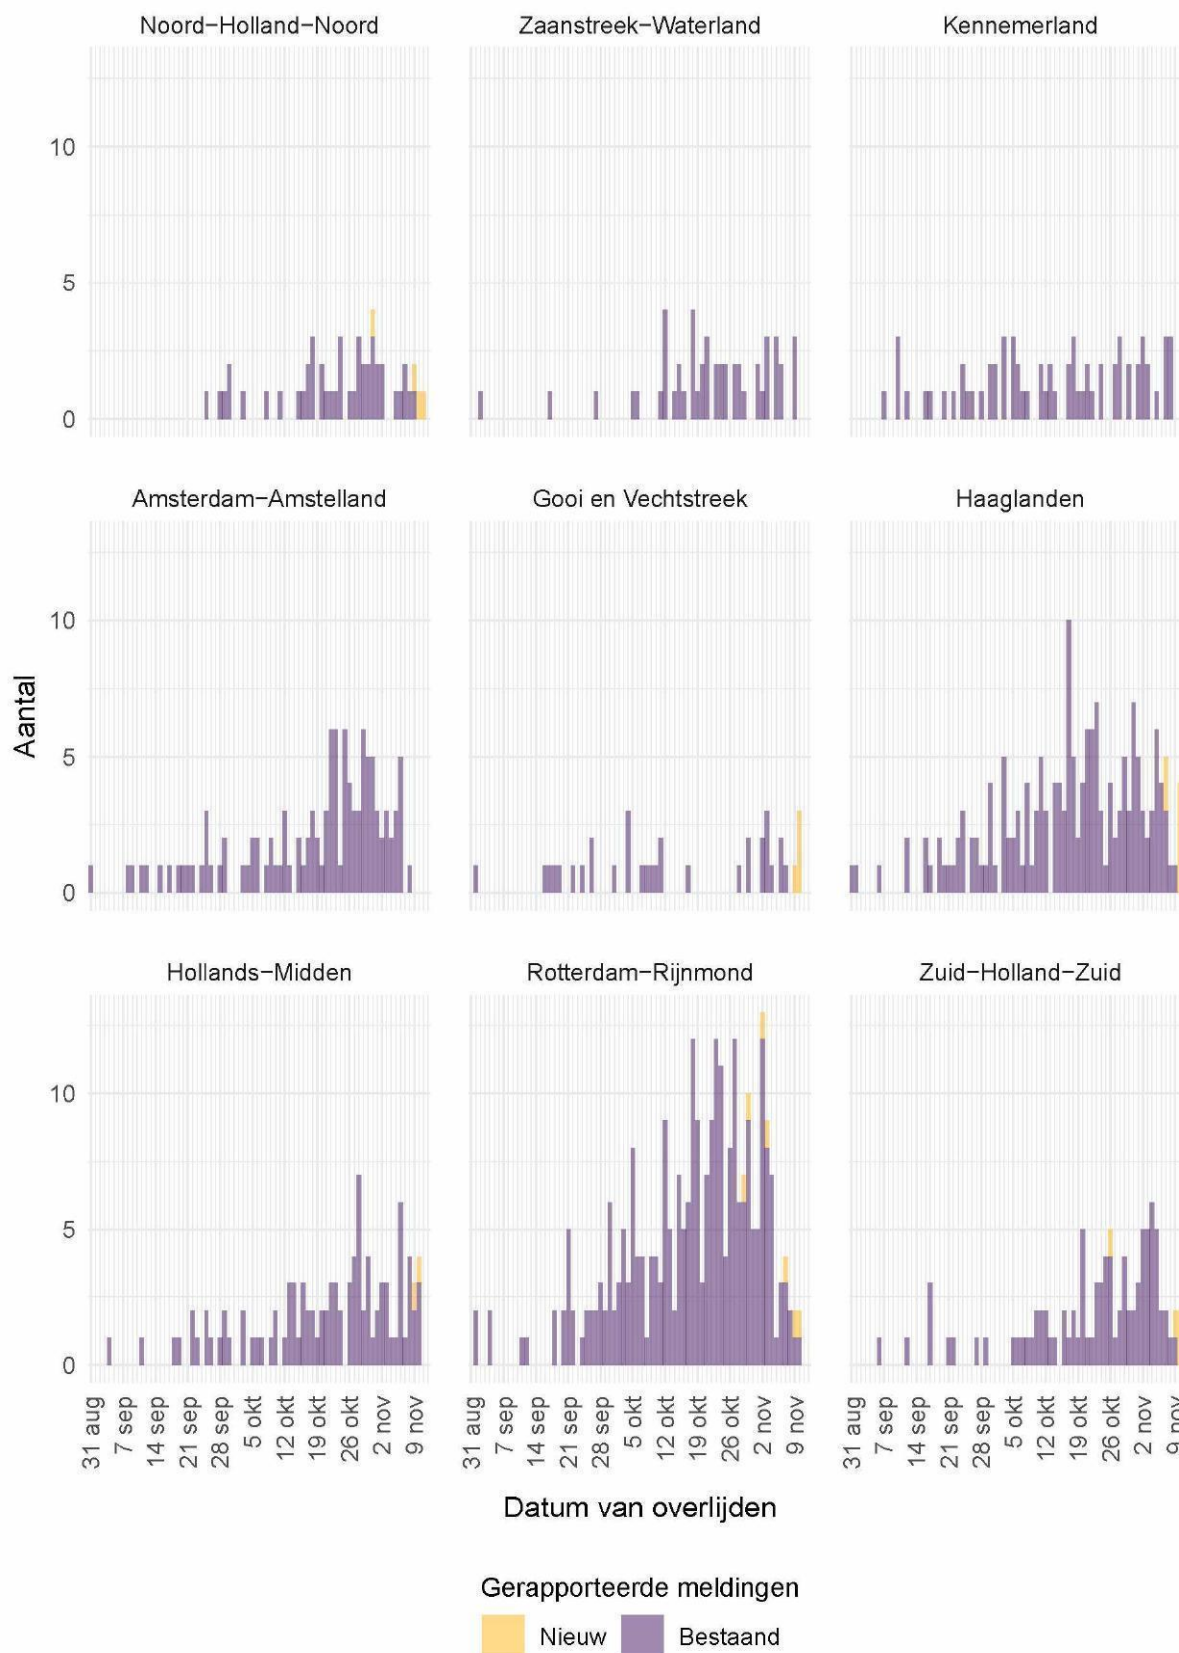 Noord-Holland-Noord Zaanstreek-Waterland Kennemerland
10
5
0
Amsterdam-Amstelland Gooi en Vechtstreek Haaglanden
10
5
0
Aantal
Hollands-Midden Rotterdam-Rijnmond Zuid-Holland-Zuid
10
5
0
31 aug 7 sep 14 sep 21 sep 28 sep 5 okt 12 okt 19 okt 26 okt 2 nov 9 nov 31 aug 7 sep 14 sep 21 sep 28 sep 5 okt 12 okt 19 okt 26 okt 2 nov 9 nov 31 aug 7 sep 14 sep 21 sep 28 sep 5 okt 12 okt 19 okt 26 okt 2 nov 9 nov
Datum van overlijden
Gerapporteerde meldingen
Nieuw Bestaand